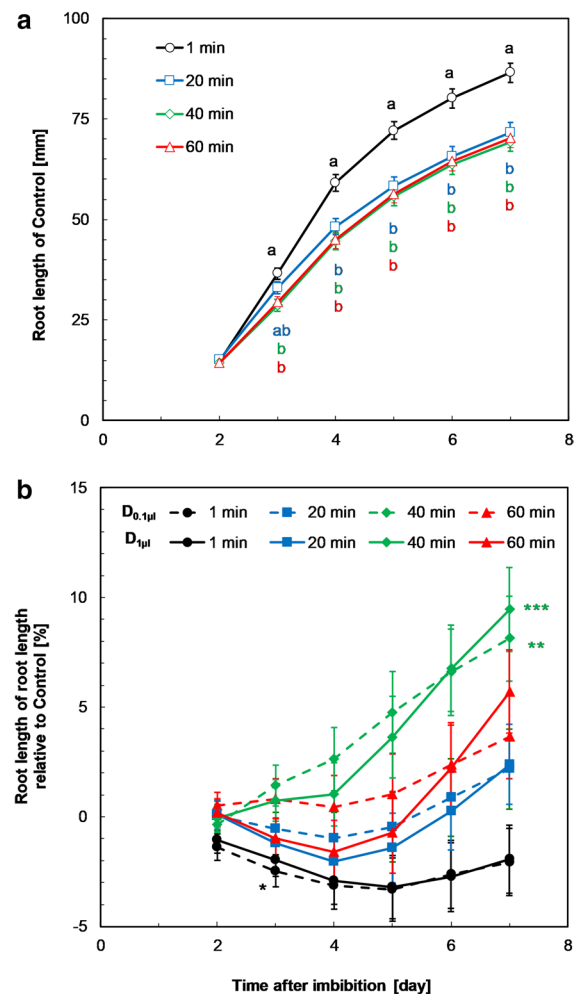 a
100
75
50
25
0
Root length of Control [mm]
1 min
20 min
40 min
60 min
a
a
a
a
a
ab
b
b
b
b
b
b
b
b
b
b
b
b
b
b
0 2 4 6 8
b
15
10
5
0
-5
Root length of root length
relative to Control [%]
D0.1µl 1 min 20 min 40 min 60 min
D1µl 1 min 20 min 40 min 60 min
***
**
*
0 2 4 6 8
Time after imbibition [day]